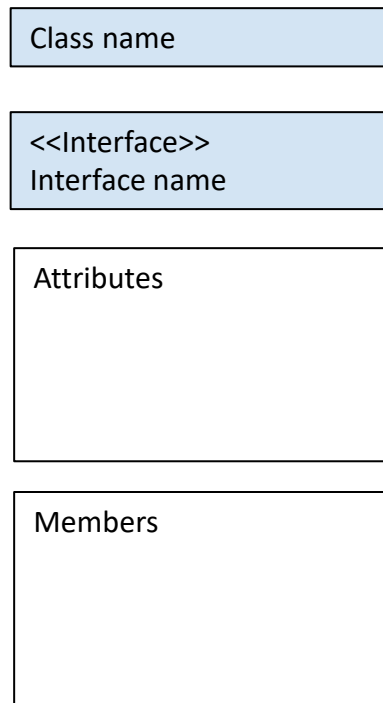 Class name
<<Interface>>
Interface name
Attributes
Members